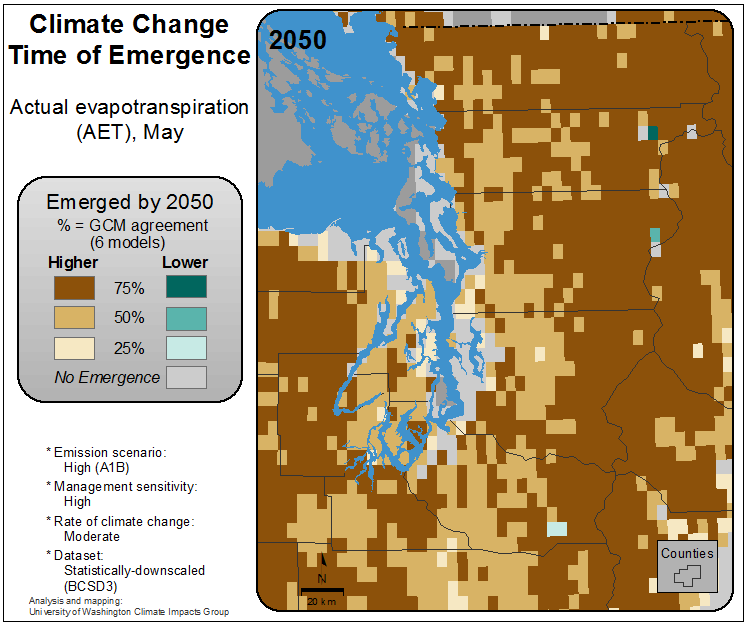 Climate Change
Time of Emergence
Actual evapotranspiration
(AET), May
Emerged by 2050
% = GCM agreement
(6 models)
Higher Lower
75%
50%
25%
No Emergence
* Emission scenario:
High (A1B)
* Management sensitivity:
High
* Rate of climate change:
Moderate
* Dataset:
Statistically-downscaled
(BCSD3)
Analysis and mapping:
University of Washington Climate Impacts Group
2050
N
20 km
Counties